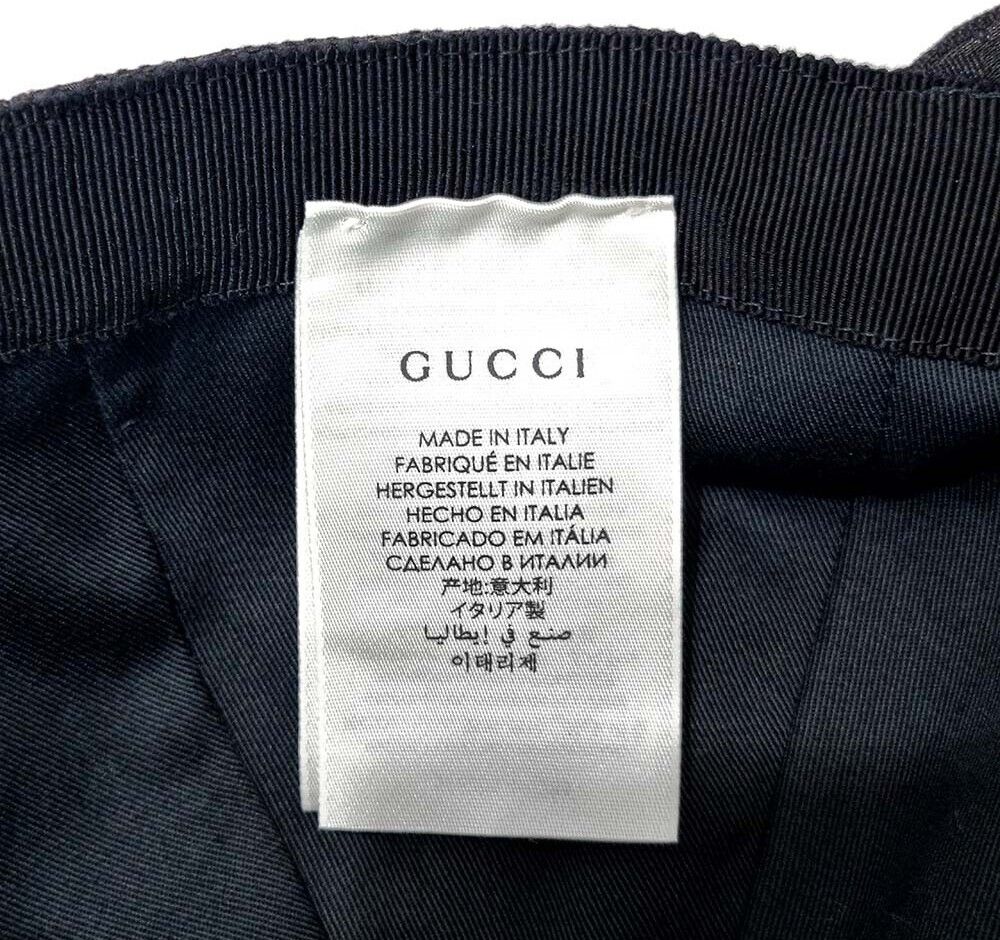 GUCCI
MADE IN ITALY
FABRIQUÉ EN ITALIE
HERGESTELLT IN ITALIEN
HECHO EN ITALIA
FABRICADO EM ITÁLIA
СДЕЛАНО В ИТАЛИИ
产地:意大利
イタリア製
صنع في إيطاليا
이태리제